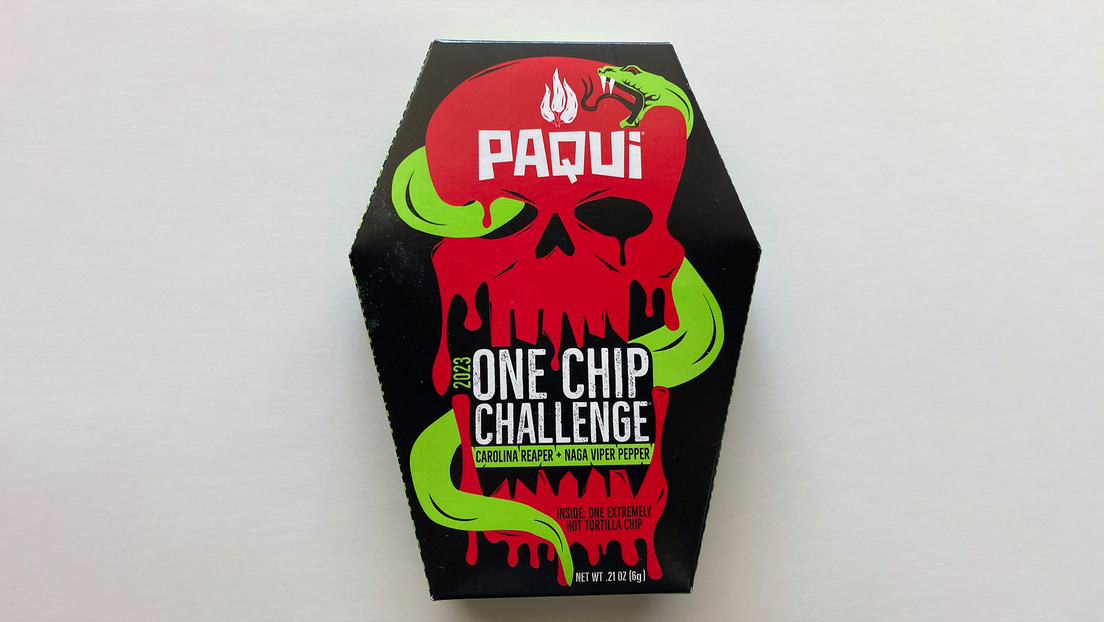 PAQUI
2023
ONE CHIP
CHALLENGE
CAROLINA REAPER + NAGA VIPER PEPPER
INSIDE: ONE EXTREMELY
HOT TORTILLA CHIP
NET WT .21 OZ (6g)